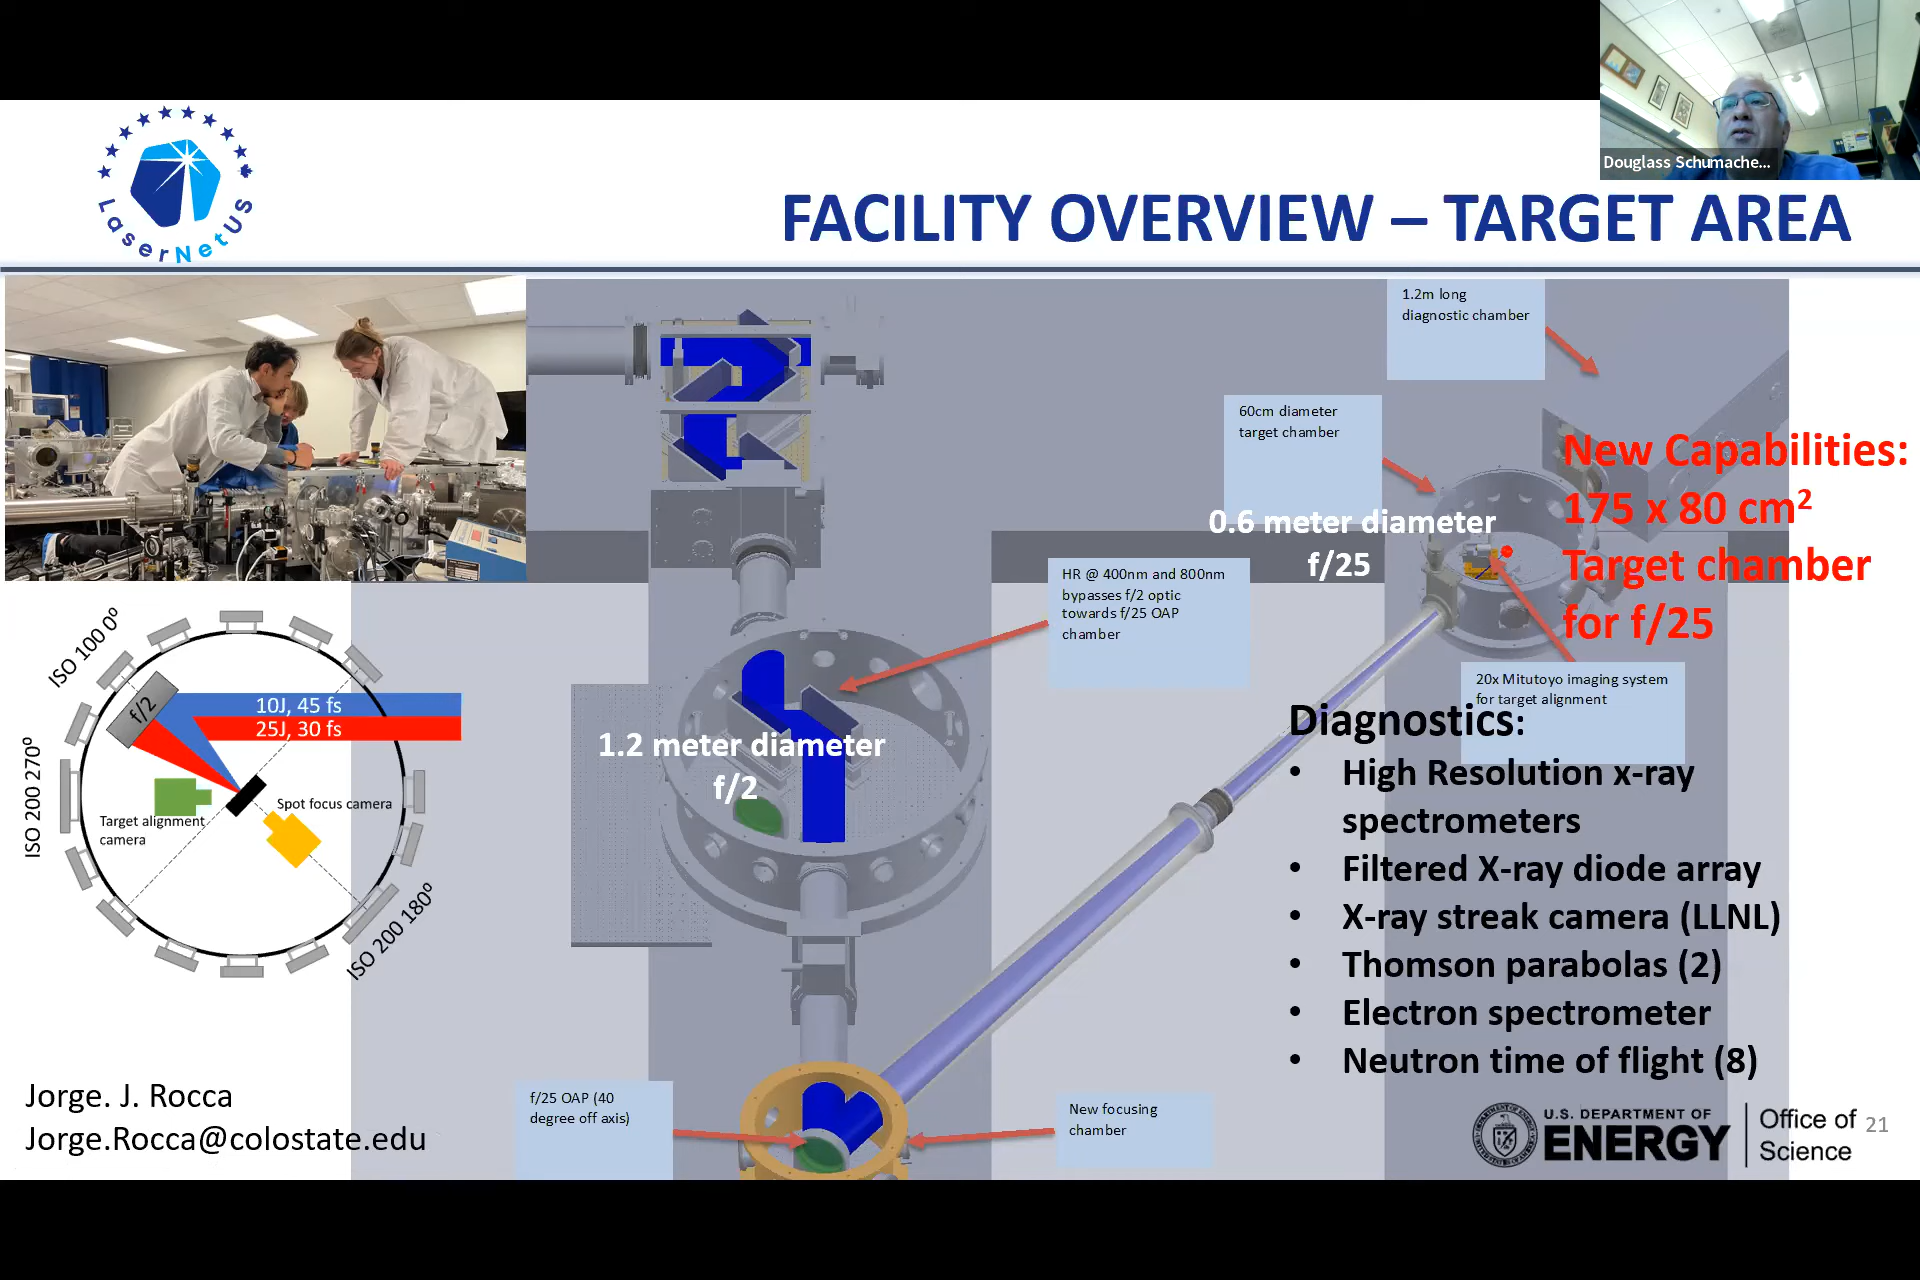 Douglass Schumache...
LaserNetUS
FACILITY OVERVIEW – TARGET AREA
1.2m long
diagnostic chamber
60cm diameter
target chamber
New Capabilities:
175 x 80 cm²
Target chamber
for f/25
0.6 meter diameter
f/25
HR @ 400nm and 800nm
bypasses f/2 optic
towards f/25 OAP
chamber
20x Mitutoyo imaging system
for target alignment
ISO 100 0⁰
f/2
10J, 45 fs
25J, 30 fs
ISO 200 270⁰
Target alignment
camera
Spot focus camera
ISO 200 180⁰
1.2 meter diameter
f/2
Diagnostics:
• High Resolution x-ray
spectrometers
• Filtered X-ray diode array
• X-ray streak camera (LLNL)
• Thomson parabolas (2)
• Electron spectrometer
• Neutron time of flight (8)
Jorge. J. Rocca
Jorge.Rocca@colostate.edu
f/25 OAP (40
degree off axis)
New focusing
chamber
U.S. DEPARTMENT OF
ENERGY
Office of
Science
21